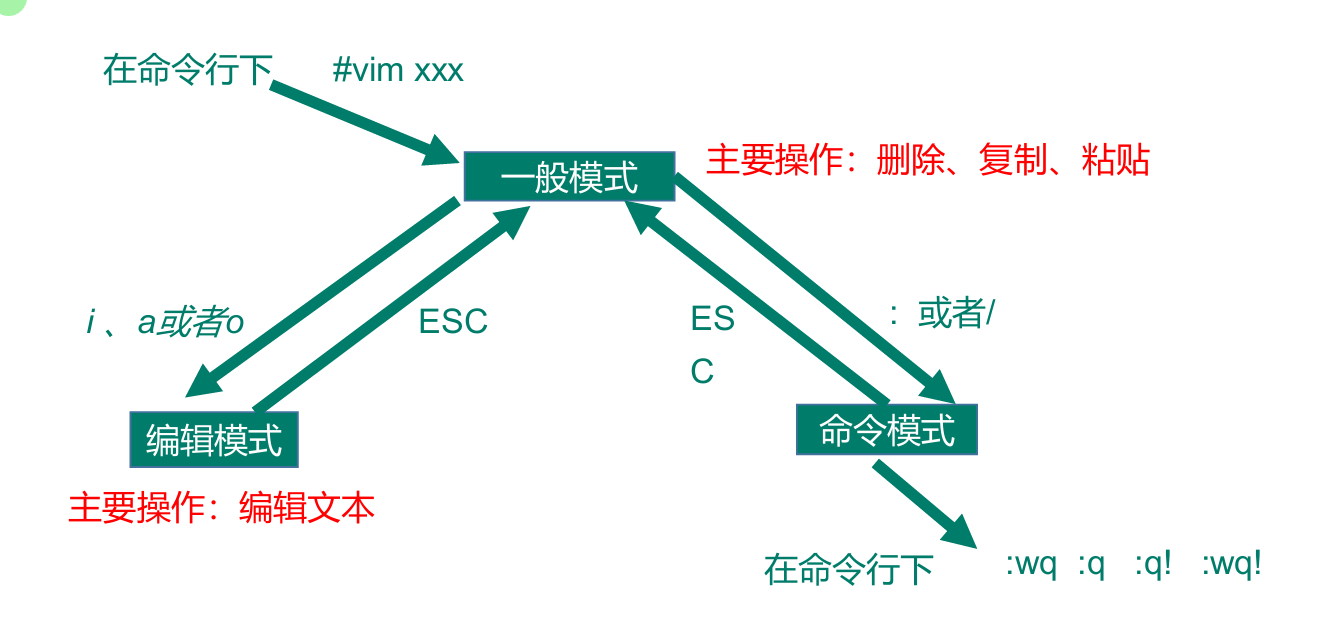 在命令行下 #vim xxx
一般模式
主要操作：删除、复制、粘贴
i 、a或者o
ESC
ES
C
： 或者/
编辑模式
命令模式
主要操作：编辑文本
在命令行下 :wq :q :q! :wq!